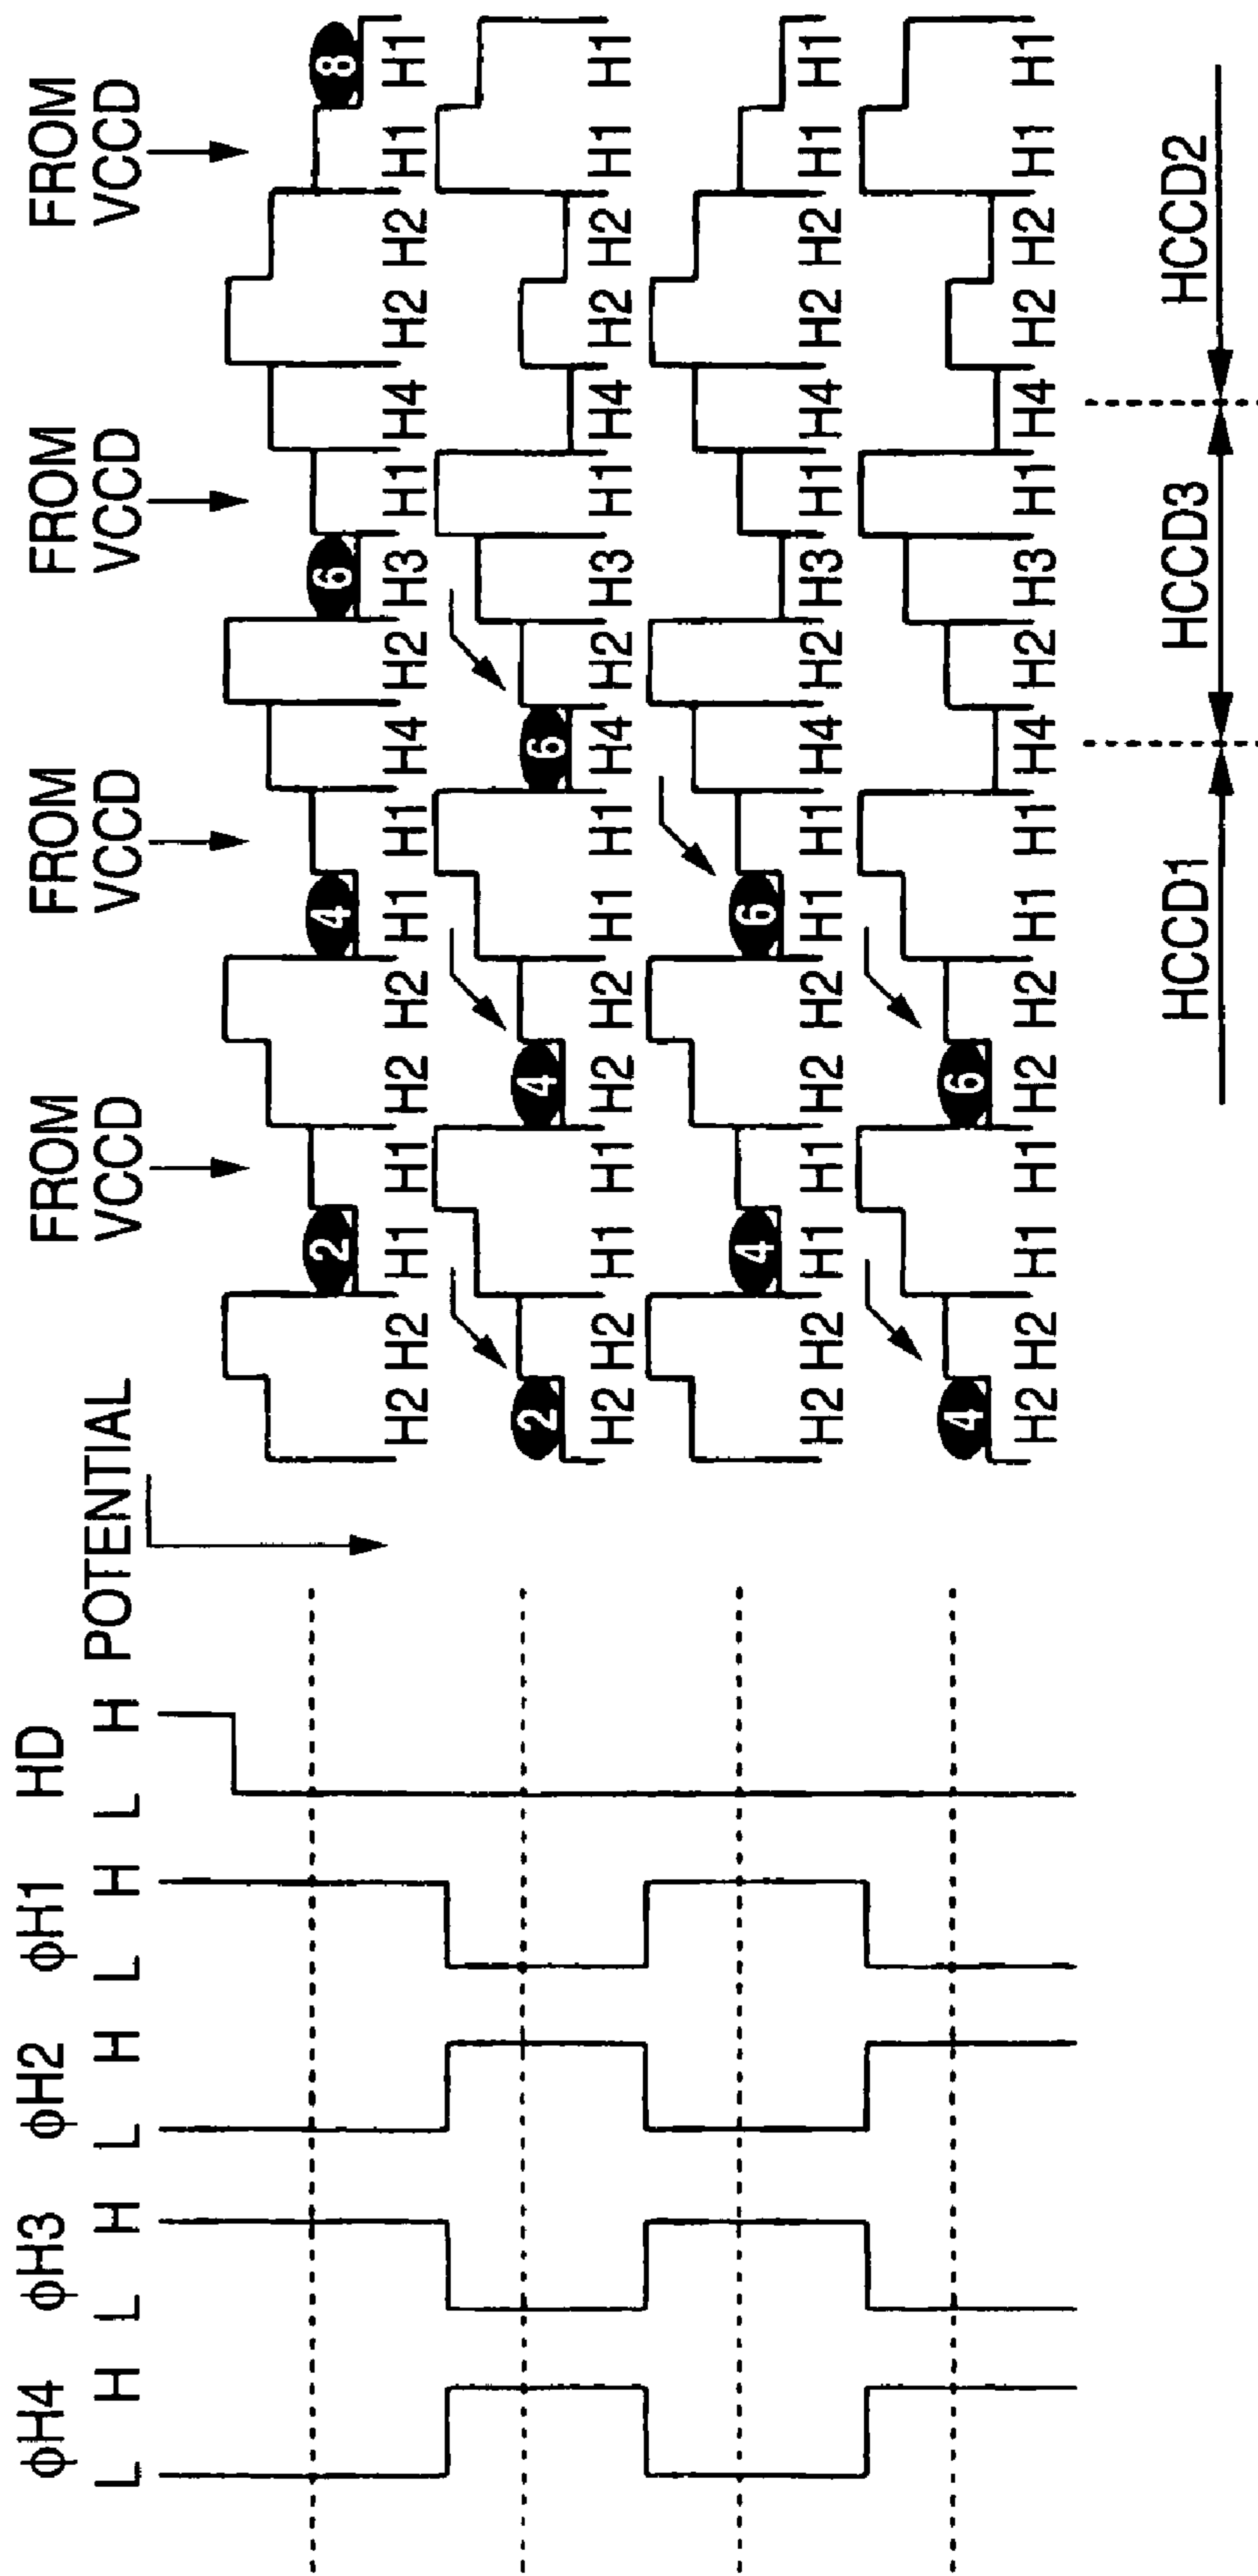 φH4 φH3 φH2 φH1 HD
L H L H L H L H L H
POTENTIAL
FROM VCCD
FROM VCCD
FROM VCCD
FROM VCCD
2 4 6 8
H2 H2 H1 H1 H2 H2 H1 H1 H4 H2 H3 H1 H4 H2 H2 H1 H1
2 4 6
H2 H2 H1 H1 H2 H2 H1 H1 H4 H2 H3 H1 H4 H2 H2 H1 H1
4 6
H2 H2 H1 H1 H2 H2 H1 H1 H4 H2 H3 H1 H4 H2 H2 H1 H1
4 6
H2 H2 H1 H1 H2 H2 H1 H1 H4 H2 H3 H1 H4 H2 H2 H1 H1
HCCD1 HCCD3 HCCD2